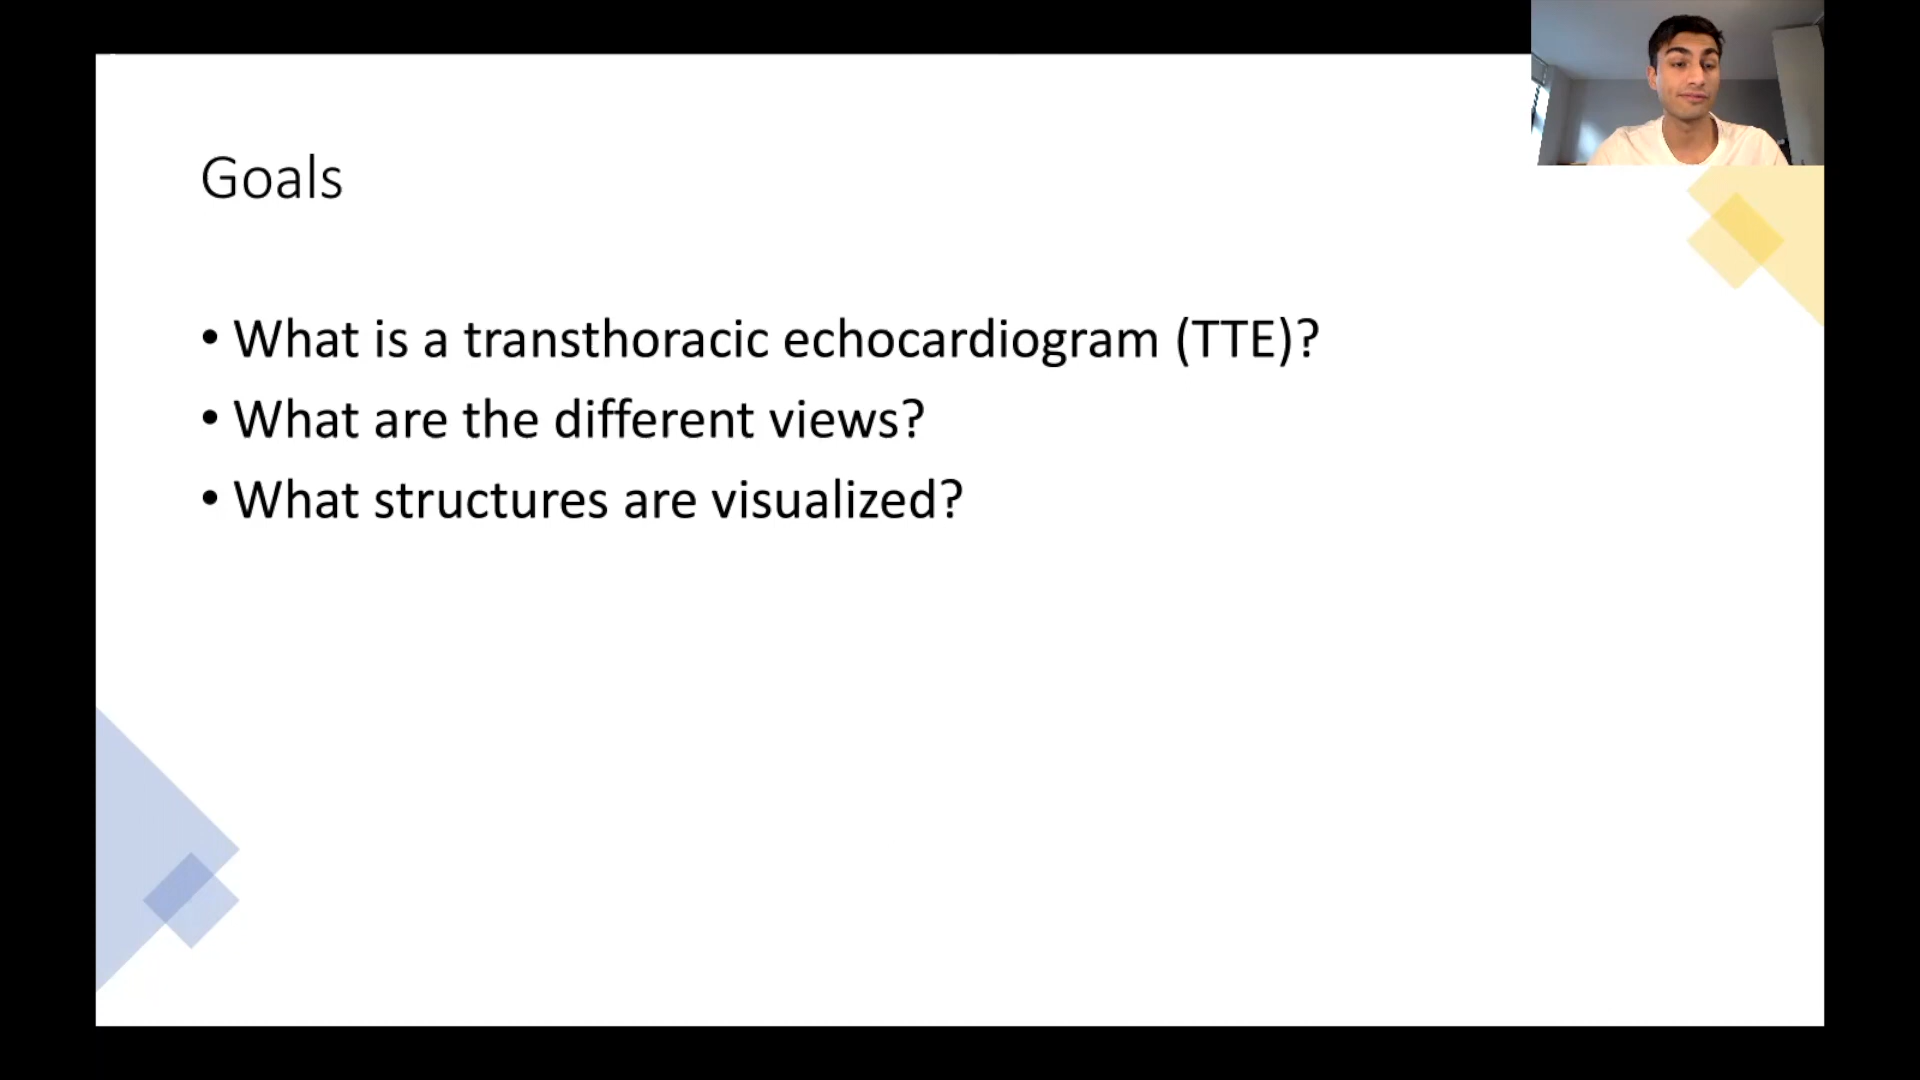 Goals
• What is a transthoracic echocardiogram (TTE)?
• What are the different views?
• What structures are visualized?